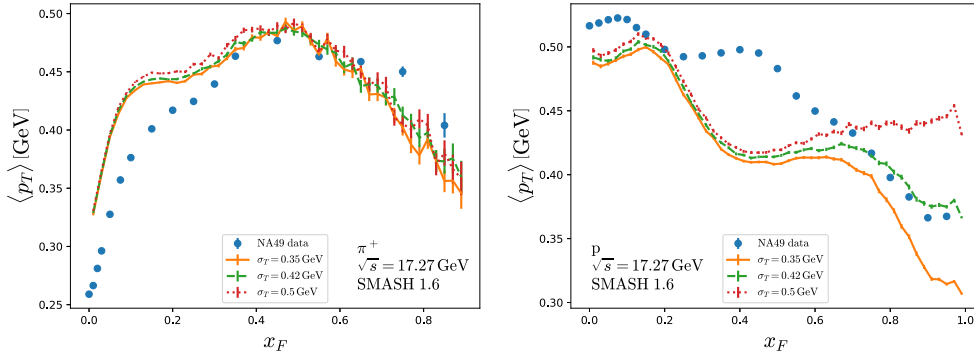 ⟨p_T⟩ [GeV]
0.50
0.45
0.40
0.35
0.30
0.25
NA49 data
σ_T = 0.35 GeV
σ_T = 0.42 GeV
σ_T = 0.5 GeV
π⁺
√s = 17.27 GeV
SMASH 1.6
0.0 0.2 0.4 0.6 0.8
x_F
⟨p_T⟩ [GeV]
0.50
0.45
0.40
0.35
0.30
p
√s = 17.27 GeV
SMASH 1.6
NA49 data
σ_T = 0.35 GeV
σ_T = 0.42 GeV
σ_T = 0.5 GeV
0.0 0.2 0.4 0.6 0.8 1.0
x_F